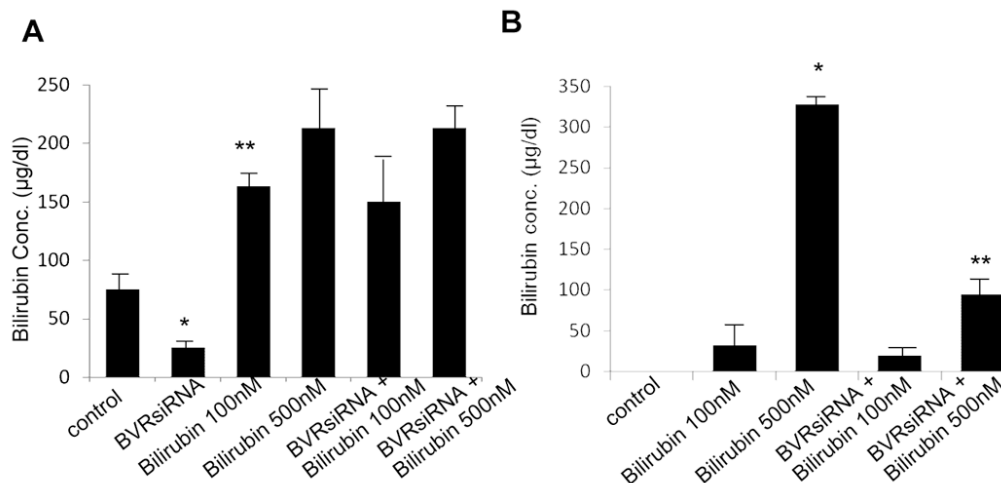 A
Bilirubin Conc. (µg/dl)
250
200
150
100
50
0
**
*
control
BVRsiRNA
Bilirubin 100nM
Bilirubin 500nM
BVRsiRNA +
Bilirubin 100nM
BVRsiRNA +
Bilirubin 500nM
B
Bilirubin conc. (µg/dl)
350
300
250
200
150
100
50
0
*
**
control
Bilirubin 100nM
Bilirubin 500nM
BVRsiRNA +
Bilirubin 100nM
BVRsiRNA +
Bilirubin 500nM